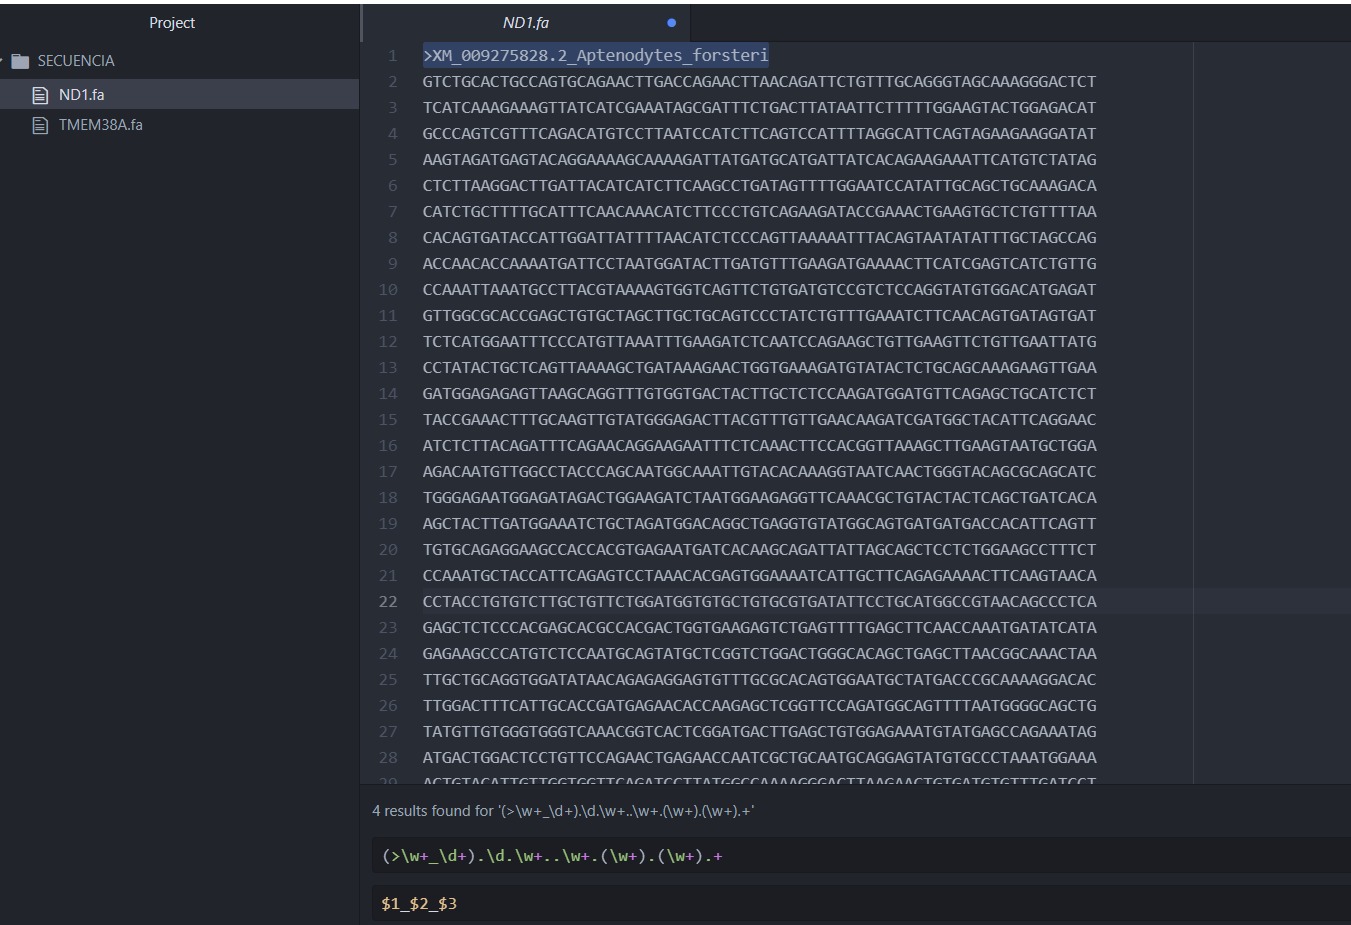 Project
SECUENCIA
ND1.fa
TMEM38A.fa
ND1.fa
1 >XM_009275828.2_Aptenodytes_forsteri
2 GTCTGCACTGCCAGTGCAGAACTTGACCAGAACTTAACAGATTCTGTTTGCAGGGTAGCAAAGGGACTCT
3 TCATCAAAGAAAGTTATCATCGAAATAGCGATTTCTGACTTATAATTCTTTTTGGAAGTACTGGAGACAT
4 GCCCAGTCGTTTCAGACATGTCCTTAATCCATCTTCAGTCCATTTTAGGCATTCAGTAGAAGAAGGATAT
5 AAGTAGATGAGTACAGGAAAAGCAAAAGATTATGATGCATGATTATCACAGAAGAAATTCATGTCTATAG
6 CTCTTAAGGACTTGATTACATCATCTTCAAGCCTGATAGTTTTGGAATCCATATTGCAGCTGCAAAGACA
7 CATCTGCTTTTGCATTTCAACAAACATCTTCCCTGTCAGAAGATACCGAAACTGAAGTGCTCTGTTTTAA
8 CACAGTGATACCATTGGATTATTTTAACATCTCCCAGTTAAAAATTTACAGTAATATATTTGCTAGCCAG
9 ACCAACACCAAAATGATTCCTAATGGATACTTGATGTTTGAAGATGAAAACTTCATCGAGTCATCTGTTG
10 CCAAATTAAATGCCTTACGTAAAAGTGGTCAGTTCTGTGATGTCCGTCTCCAGGTATGTGGACATGAGAT
11 GTTGGCGCACCGAGCTGTGCTAGCTTGCTGCAGTCCCTATCTGTTTGAAATCTTCAACAGTGATAGTGAT
12 TCTCATGGAATTTCCCATGTTAAATTTGAAGATCTCAATCCAGAAGCTGTTGAAGTTCTGTTGAATTATG
13 CCTATACTGCTCAGTTAAAAGCTGATAAAGAACTGGTGAAAGATGTATACTCTGCAGCAAAGAAGTTGAA
14 GATGGAGAGAGTTAAGCAGGTTTGTGGTGACTACTTGCTCTCCAAGATGGATGTTCAGAGCTGCATCTCT
15 TACCGAAACTTTGCAAGTTGTATGGGAGACTTACGTTTGTTGAACAAGATCGATGGCTACATTCAGGAAC
16 ATCTCTTACAGATTTCAGAACAGGAAGAATTTCTCAAACTTCCACGGTTAAAGCTTGAAGTAATGCTGGA
17 AGACAATGTTGGCCTACCCAGCAATGGCAAATTGTACACAAAGGTAATCAACTGGGTACAGCGCAGCATC
18 TGGGAGAATGGAGATAGACTGGAAGATCTAATGGAAGAGGTTCAAACGCTGTACTACTCAGCTGATCACA
19 AGCTACTTGATGGAAATCTGCTAGATGGACAGGCTGAGGTGTATGGCAGTGATGATGACCACATTCAGTT
20 TGTGCAGAGGAAGCCACCACGTGAGAATGATCACAAGCAGATTATTAGCAGCTCCTCTGGAAGCCTTTCT
21 CCAAATGCTACCATTCAGAGTCCTAAACACGAGTGGAAAATCATTGCTTCAGAGAAAACTTCAAGTAACA
22 CCTACCTGTGTCTTGCTGTTCTGGATGGTGTGCTGTGCGTGATATTCCTGCATGGCCGTAACAGCCCTCA
23 GAGCTCTCCCACGAGCACGCCACGACTGGTGAAGAGTCTGAGTTTTGAGCTTCAACCAAATGATATCATA
24 GAGAAGCCCATGTCTCCAATGCAGTATGCTCGGTCTGGACTGGGCACAGCTGAGCTTAACGGCAAACTAA
25 TTGCTGCAGGTGGATATAACAGAGAGGAGTGTTTGCGCACAGTGGAATGCTATGACCCGCAAAAGGACAC
26 TTGGACTTTCATTGCACCGATGAGAACACCAAGAGCTCGGTTCCAGATGGCAGTTTTAATGGGGCAGCTG
27 TATGTTGTGGGTGGGTCAAACGGTCACTCGGATGACTTGAGCTGTGGAGAAATGTATGAGCCAGAAATAG
28 ATGACTGGACTCCTGTTCCAGAACTGAGAACCAATCGCTGCAATGCAGGAGTATGTGCCCTAAATGGAAA
29 ACTGTACATTGTTGGTGGTTCAGATCCTTATGGCCAAAAGGGACTTAAGAACTGTGATGTGTTTGATCCT
4 results found for '(>\w+_\d+).\d.\w+..\w+.(\w+).(\w+).+'
(>\w+_\d+).\d.\w+..\w+.(\w+).(\w+).+
$1_$2_$3